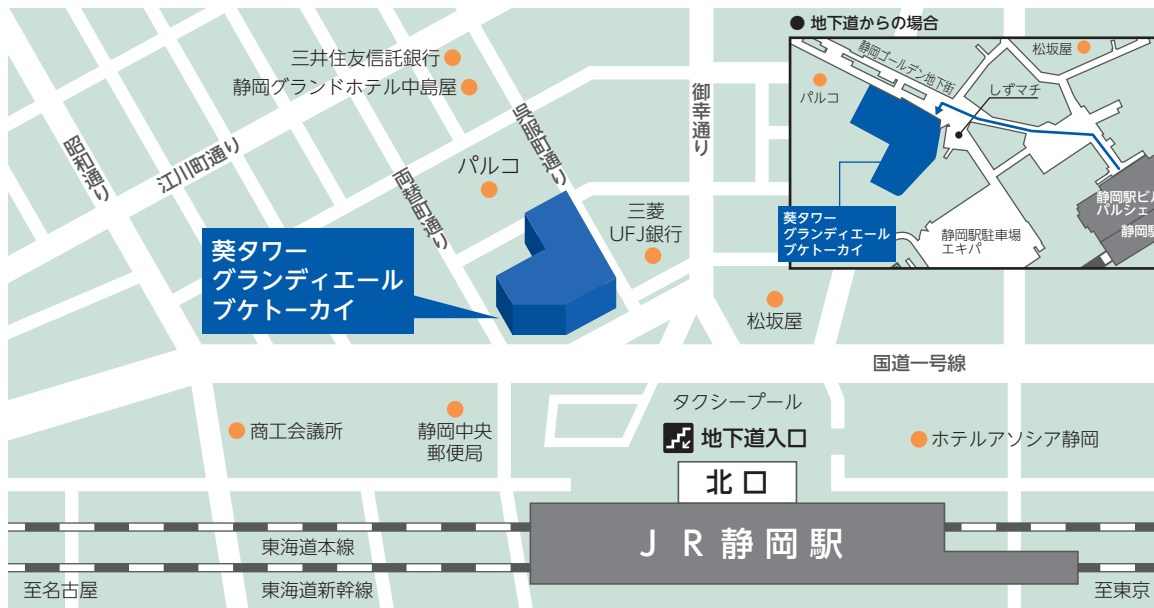 ● 地下道からの場合
松坂屋
静岡ゴールデン地下街
パルコ
しずマチ
葵タワー
グランディエール
ブケトーカイ
静岡駅駐車場
エキパ
静岡駅ビル
パルシェ
静岡駅
三井住友信託銀行
静岡グランドホテル中島屋
昭和通り
江川町通り
両替町通り
呉服町通り
御幸通り
パルコ
三菱
UFJ銀行
葵タワー
グランディエール
ブケトーカイ
松坂屋
国道一号線
商工会議所
静岡中央
郵便局
タクシープール
地下道入口
ホテルアソシア静岡
北口
JR静岡駅
東海道本線
至名古屋
東海道新幹線
至東京